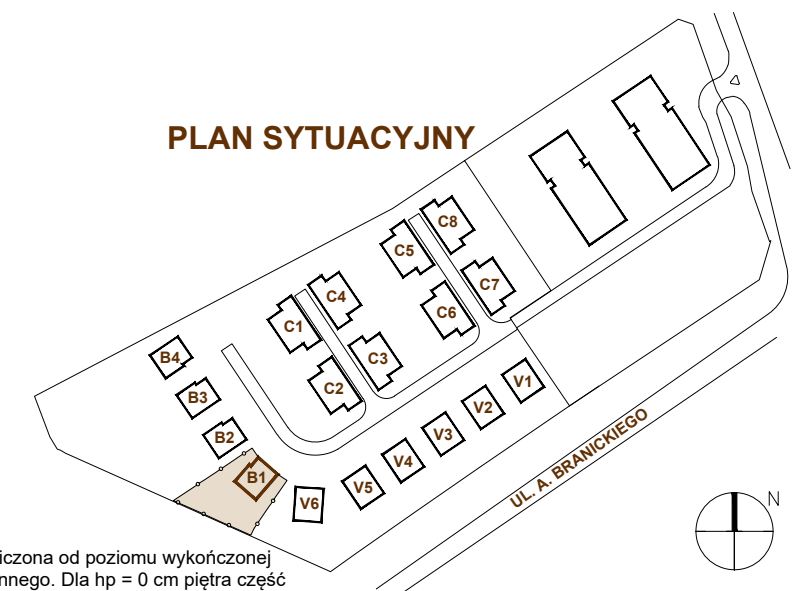 PLAN SYTUACYJNY
C8
C5
C7
C4
C6
C1
C3
B4
C2
V1
B3
V2
B2
V3
V4
B1
V5
V6
UL. A. BRANICKIEGO
N
iczona od poziomu wykończonej
nnego. Dla hp = 0 cm piętra część